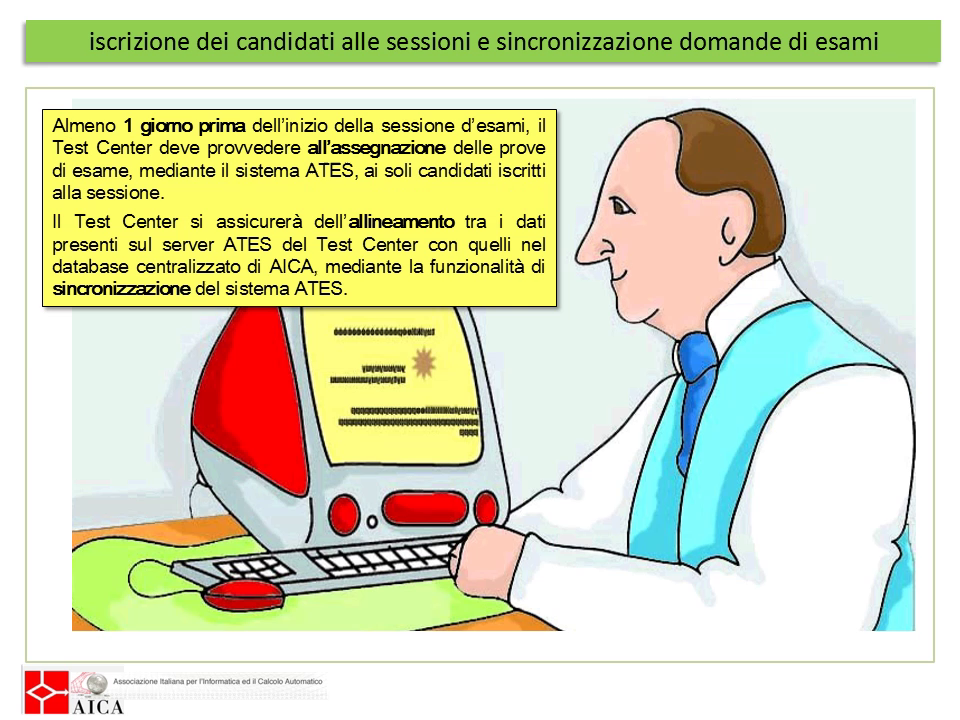 iscrizione dei candidati alle sessioni e sincronizzazione domande di esami
Almeno 1 giorno prima dell’inizio della sessione d’esami, il
Test Center deve provvedere all’assegnazione delle prove
di esame, mediante il sistema ATES, ai soli candidati iscritti
alla sessione.
Il Test Center si assicurerà dell’allineamento tra i dati
presenti sul server ATES del Test Center con quelli nel
database centralizzato di AICA, mediante la funzionalità di
sincronizzazione del sistema ATES.
Associazione Italiana per l’Informatica ed il Calcolo Automatico
AICA